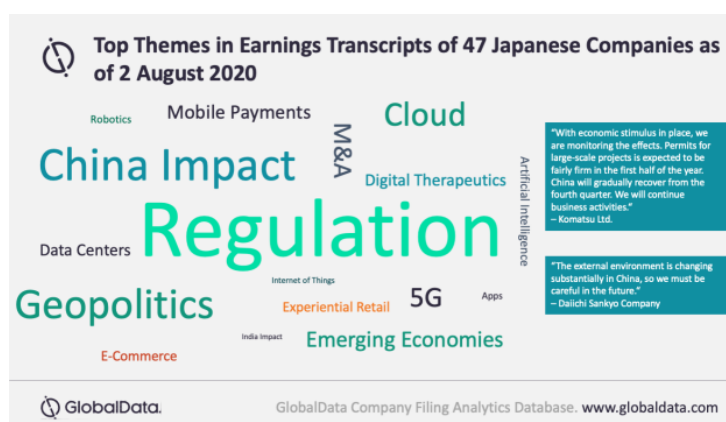 Top Themes in Earnings Transcripts of 47 Japanese Companies as
of 2 August 2020
Robotics
Mobile Payments
Cloud
M&A
China Impact
Digital Therapeutics
Artificial Intelligence
Regulation
Data Centers
Internet of Things
Geopolitics
Experiential Retail
5G
Apps
India Impact
Emerging Economies
E-Commerce
"With economic stimulus in place, we
are monitoring the effects. Permits for
large-scale projects is expected to be
fairly firm in the first half of the year.
China will gradually recover from the
fourth quarter. We will continue
business activities."
– Komatsu Ltd.
"The external environment is changing
substantially in China, so we must be
careful in the future."
– Daiichi Sankyo Company
GlobalData.
GlobalData Company Filing Analytics Database. www.globaldata.com